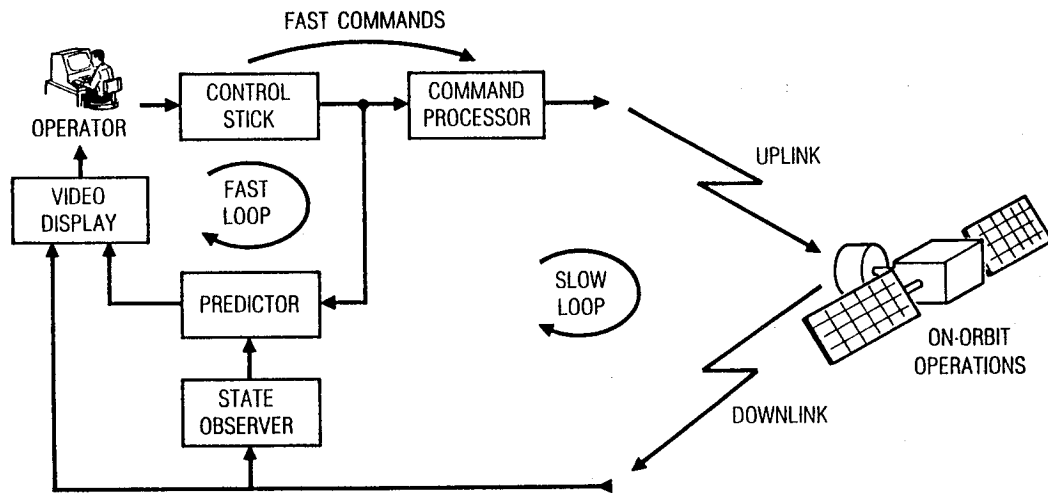 FAST COMMANDS
OPERATOR
CONTROL
STICK
COMMAND
PROCESSOR
UPLINK
VIDEO
DISPLAY
FAST
LOOP
PREDICTOR
SLOW
LOOP
ON-ORBIT
OPERATIONS
STATE
OBSERVER
DOWNLINK